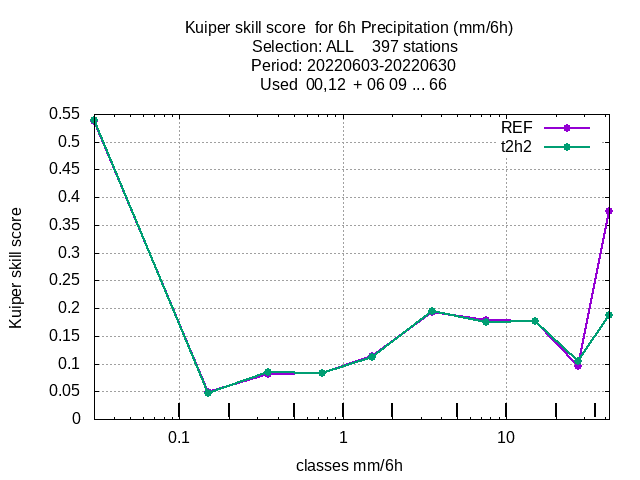 Kuiper skill score  for 6h Precipitation (mm/6h)
Selection: ALL    397 stations
Period: 20220603-20220630
Used  00,12  + 06 09 ... 66
REF
t2h2
Kuiper skill score
0.55
0.5
0.45
0.4
0.35
0.3
0.25
0.2
0.15
0.1
0.05
0
0.1 1 10
classes mm/6h